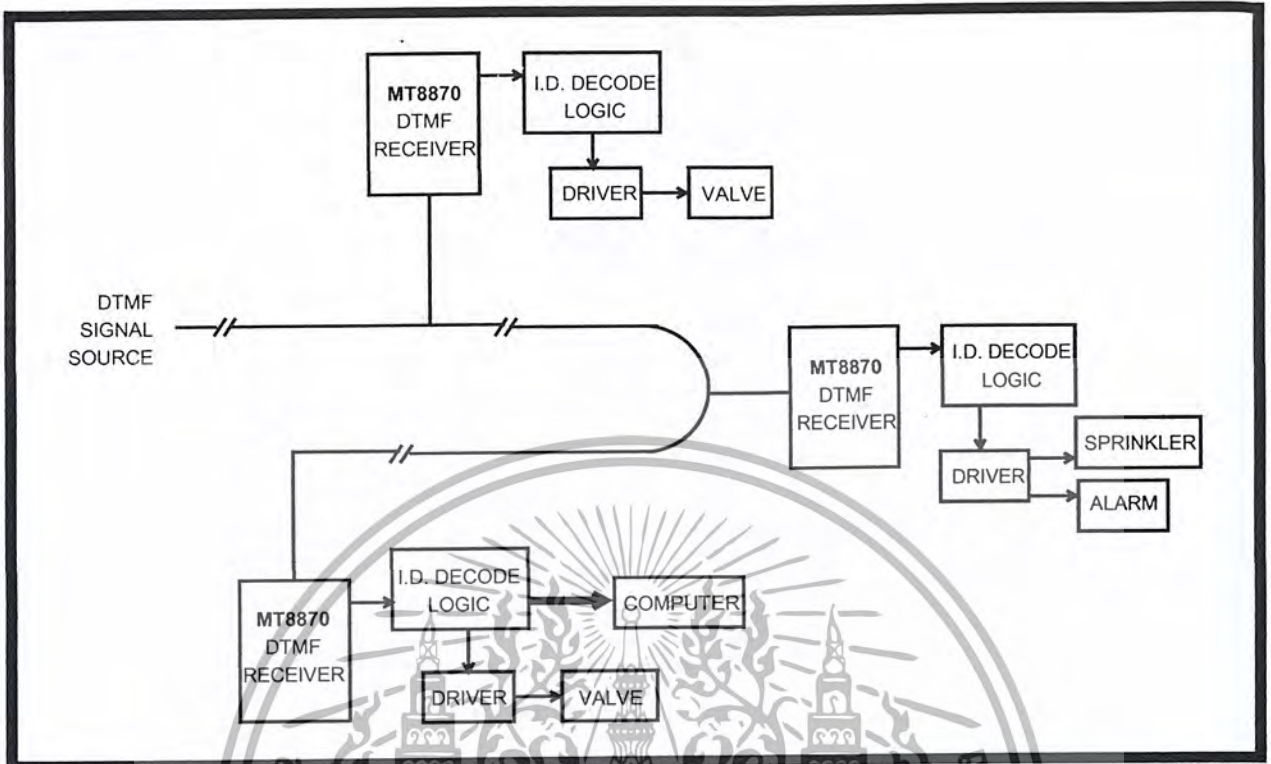 MT8870
DTMF
RECEIVER
I.D. DECODE
LOGIC
DRIVER
VALVE
DTMF
SIGNAL
SOURCE
MT8870
DTMF
RECEIVER
I.D. DECODE
LOGIC
DRIVER
SPRINKLER
ALARM
MT8870
DTMF
RECEIVER
I.D. DECODE
LOGIC
COMPUTER
DRIVER
VALVE